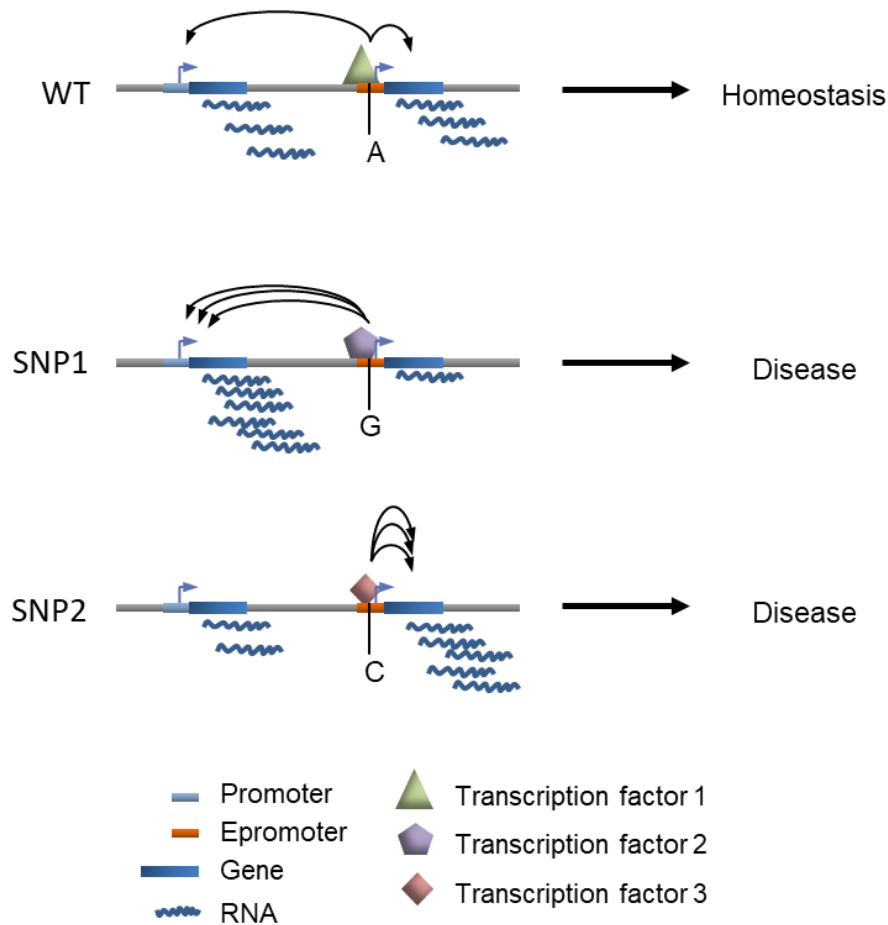 WT
A
Homeostasis
SNP1
G
Disease
SNP2
C
Disease
Promoter
Epromoter
Gene
RNA
Transcription factor 1
Transcription factor 2
Transcription factor 3